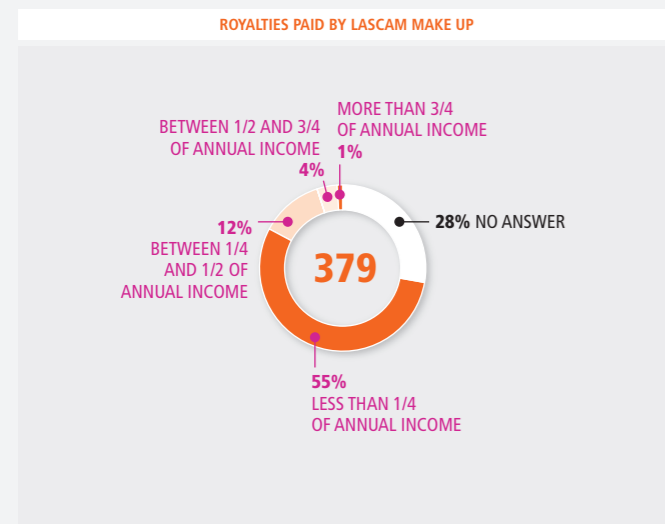 ROYALTIES PAID BY LASCAM MAKE UP
MORE THAN 3/4
OF ANNUAL INCOME
1%
BETWEEN 1/2 AND 3/4
OF ANNUAL INCOME
4%
28% NO ANSWER
12%
BETWEEN 1/4
AND 1/2 OF
ANNUAL INCOME
379
55%
LESS THAN 1/4
OF ANNUAL INCOME